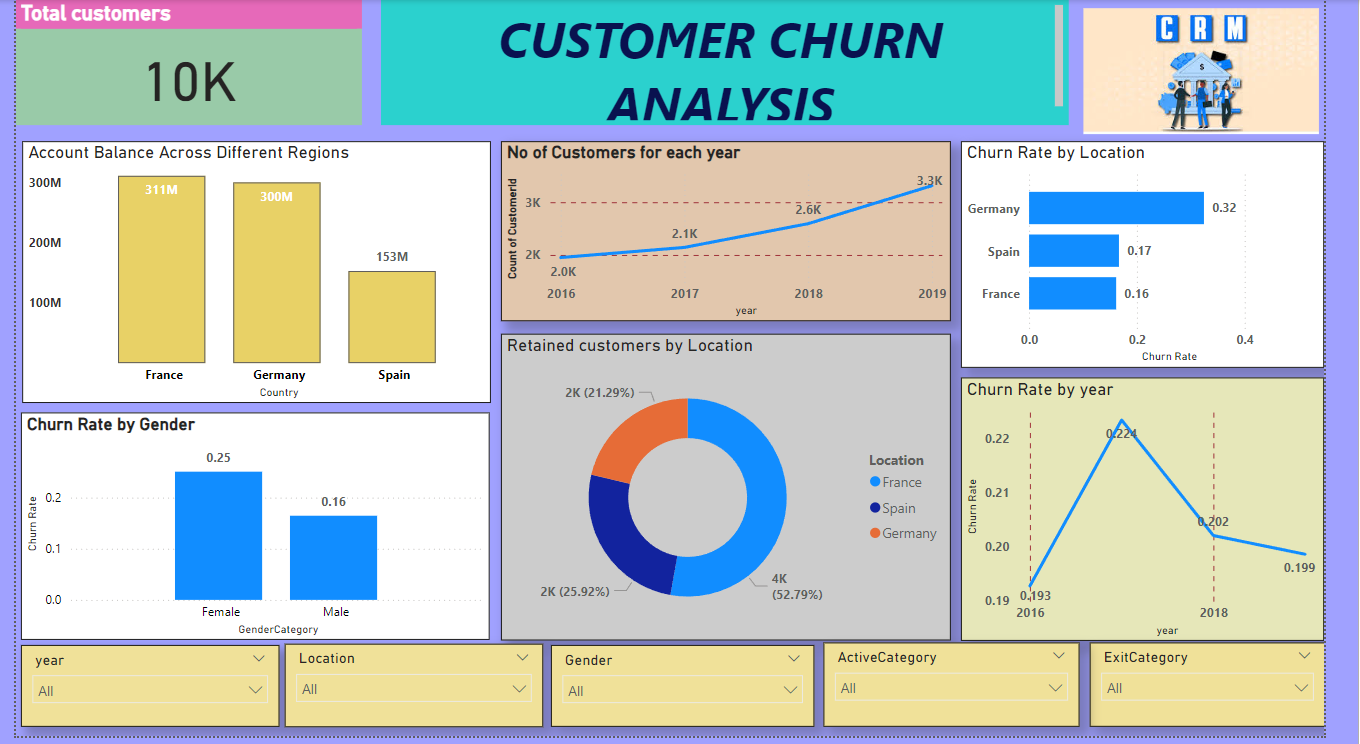 Total customers
10K
CUSTOMER CHURN
ANALYSIS
C R M
$
Account Balance Across Different Regions
300M
200M
100M
311M
300M
153M
France
Germany
Spain
Country
No of Customers for each year
Count of CustomerId
3K
2K
2.0K
2.1K
2.6K
3.3K
2016
2017
2018
2019
year
Churn Rate by Location
Germany
0.32
Spain
0.17
France
0.16
0.0
0.2
0.4
Churn Rate
Churn Rate by Gender
Churn Rate
0.2
0.1
0.0
0.25
0.16
Female
Male
GenderCategory
Retained customers by Location
2K (21.29%)
2K (25.92%)
4K
(52.79%)
Location
France
Spain
Germany
Churn Rate by year
Churn Rate
0.22
0.21
0.20
0.19
0.193
0.224
0.202
0.199
2016
2018
year
year
All
Location
All
Gender
All
ActiveCategory
All
ExitCategory
All